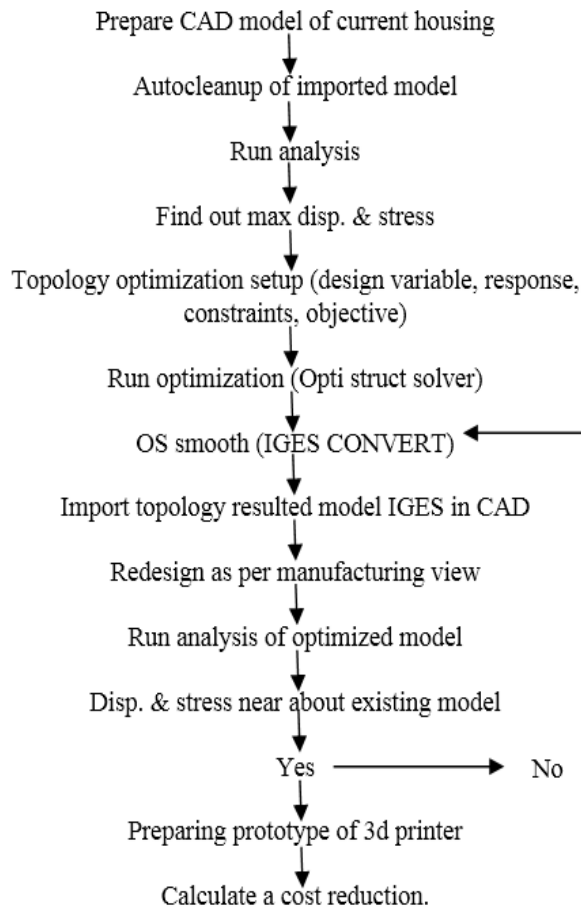 Prepare CAD model of current housing
Autocleanup of imported model
Run analysis
Find out max disp. & stress
Topology optimization setup (design variable, response,
constraints, objective)
Run optimization (Opti struct solver)
OS smooth (IGES CONVERT)
Import topology resulted model IGES in CAD
Redesign as per manufacturing view
Run analysis of optimized model
Disp. & stress near about existing model
Yes No
Preparing prototype of 3d printer
Calculate a cost reduction.